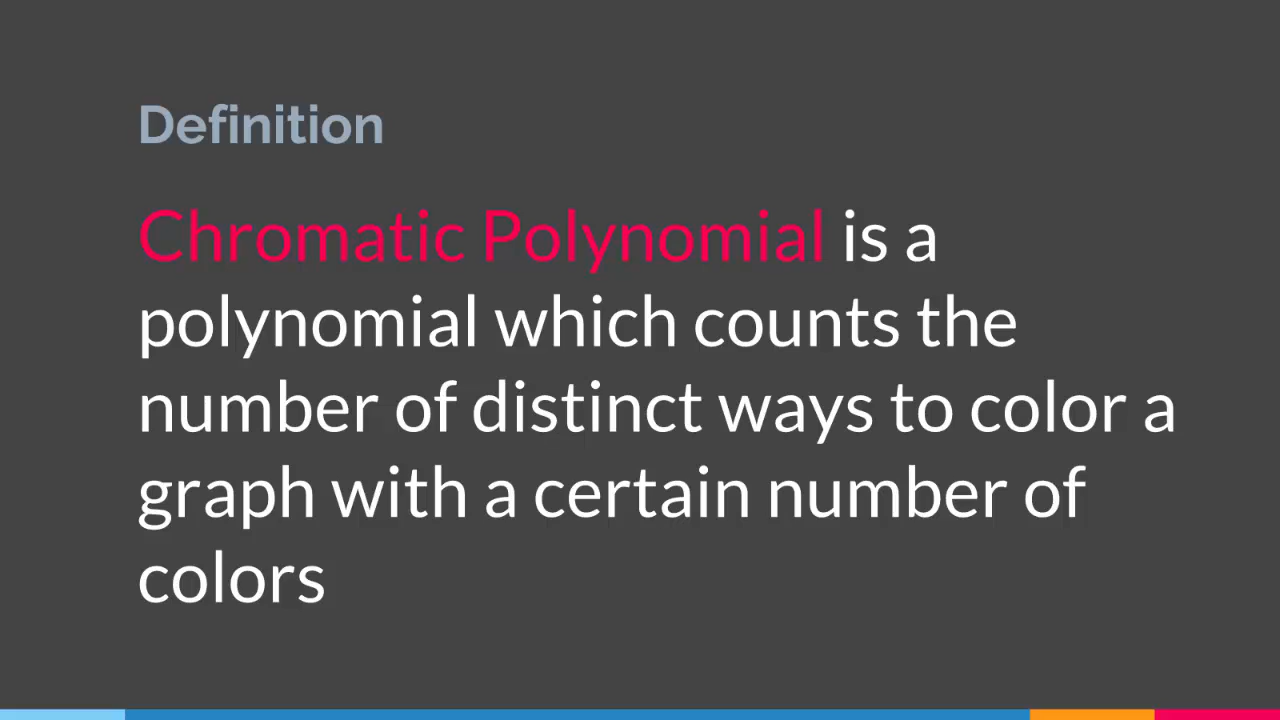 Definition
Chromatic Polynomial is a
polynomial which counts the
number of distinct ways to color a
graph with a certain number of
colors